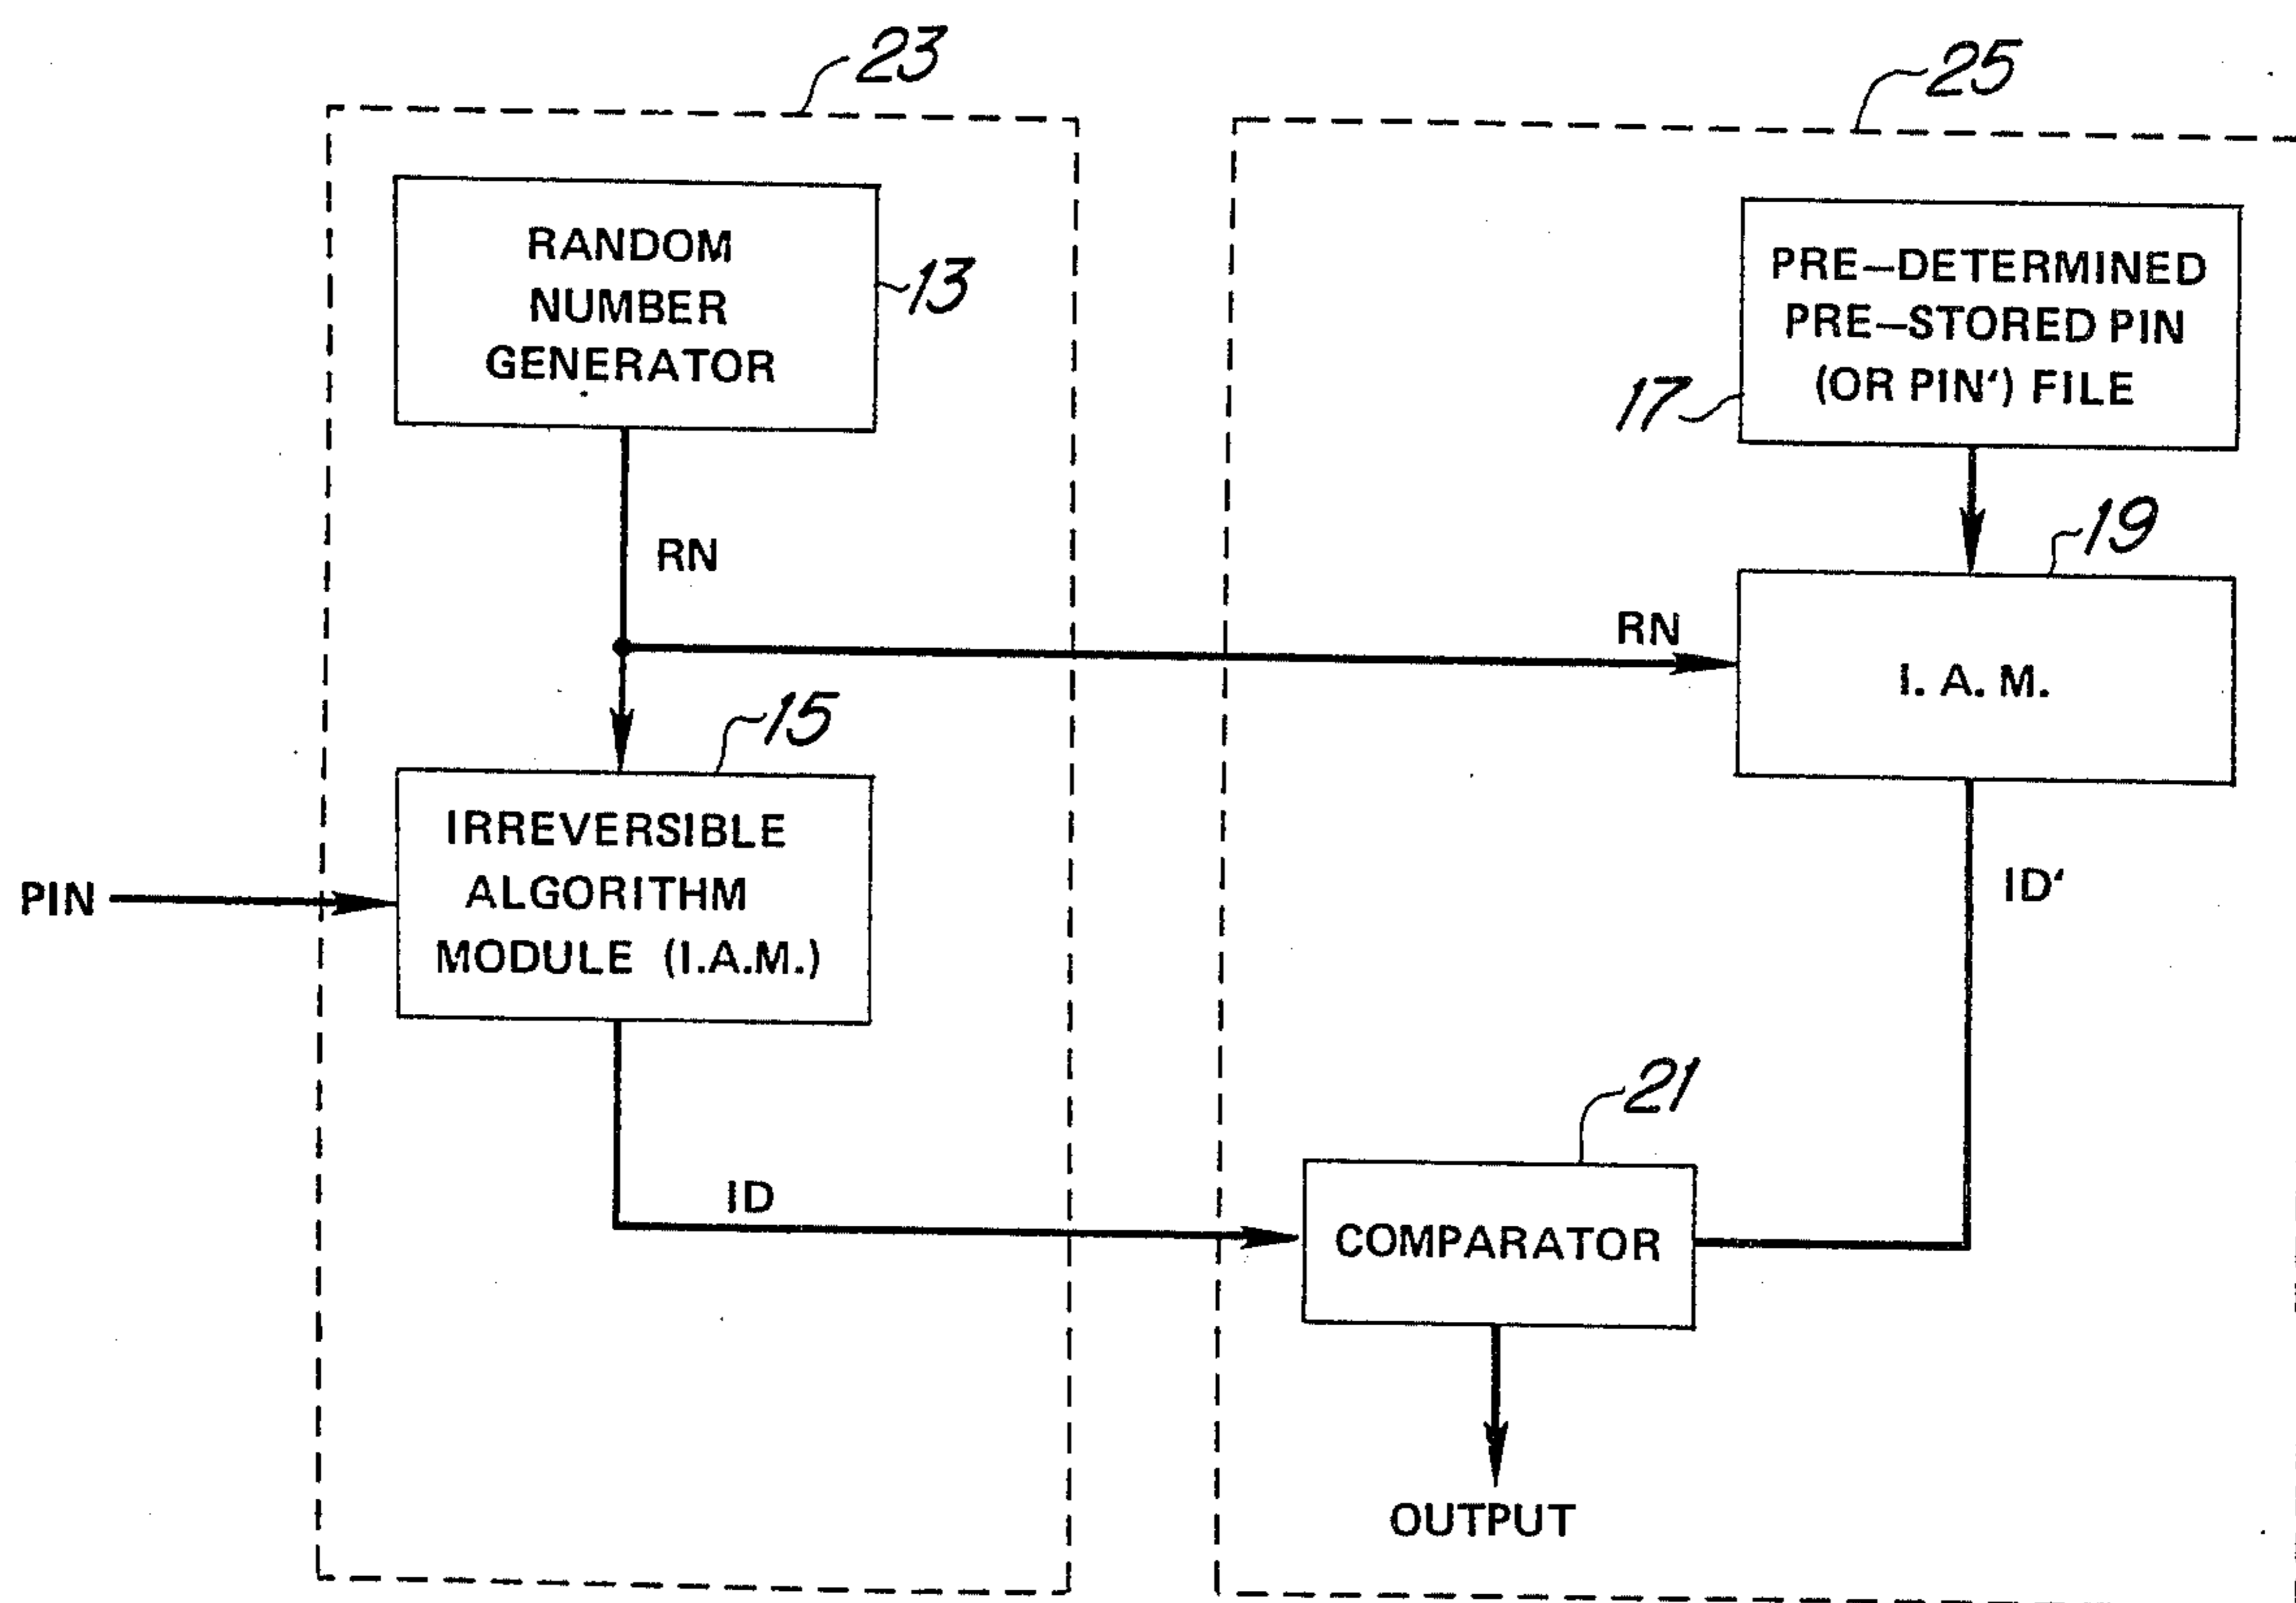 23
25
RANDOM
NUMBER
GENERATOR
13
PRE–DETERMINED
PRE–STORED PIN
(OR PIN') FILE
17
RN
19
RN
I. A. M.
15
IRREVERSIBLE
ALGORITHM
MODULE (I.A.M.)
PIN
ID'
21
ID
COMPARATOR
OUTPUT